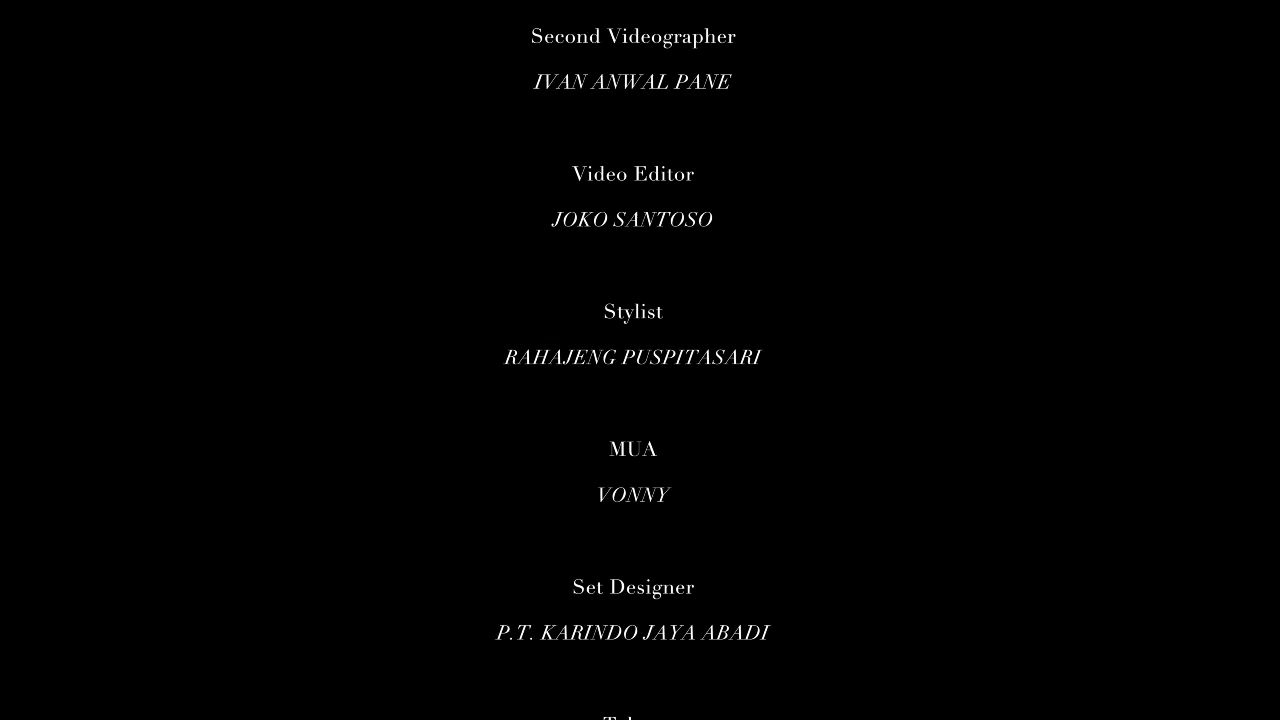 Second Videographer
IVAN ANWAL PANE
Video Editor
JOKO SANTOSO
Stylist
RAHAJENG PUSPITASARI
MUA
VONNY
Set Designer
P.T. KARINDO JAYA ABADI